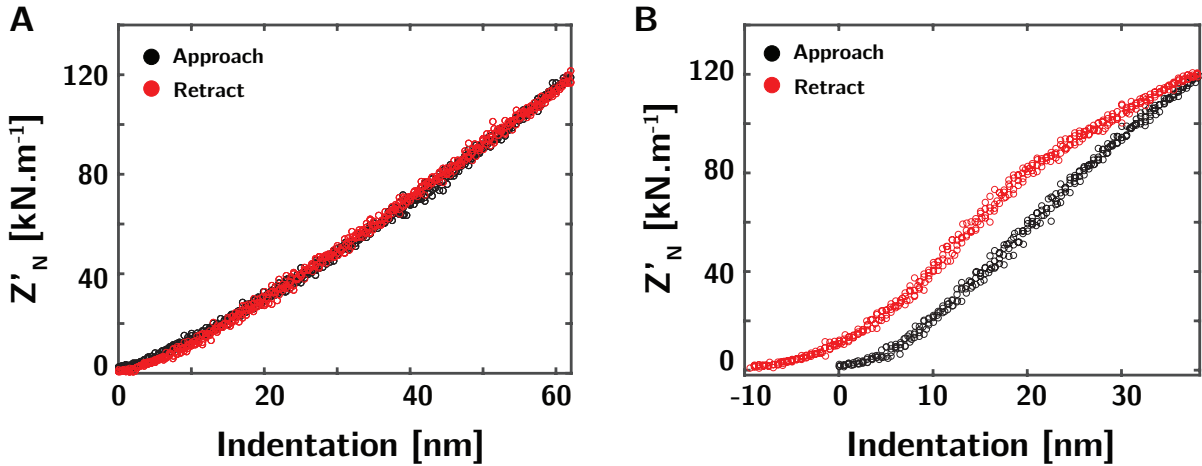 A
Approach
Retract
Z'N [kN.m-1]
120
80
40
0
0 20 40 60
Indentation [nm]
B
Approach
Retract
Z'N [kN.m-1]
120
80
40
0
-10 0 10 20 30
Indentation [nm]